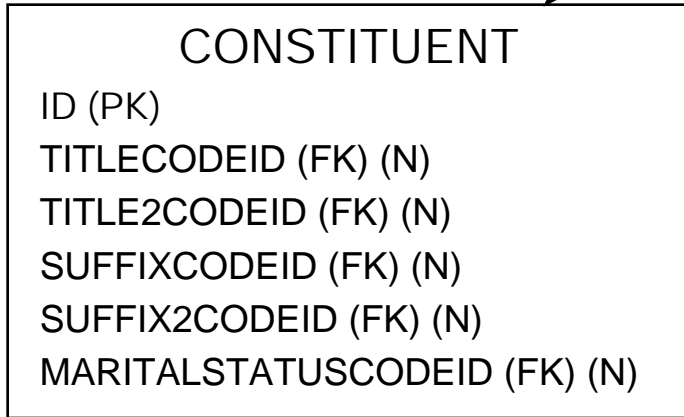 CONSTITUENT
ID (PK)
TITLECODEID (FK) (N)
TITLE2CODEID (FK) (N)
SUFFIXCODEID (FK) (N)
SUFFIX2CODEID (FK) (N)
MARITALSTATUSCODEID (FK) (N)